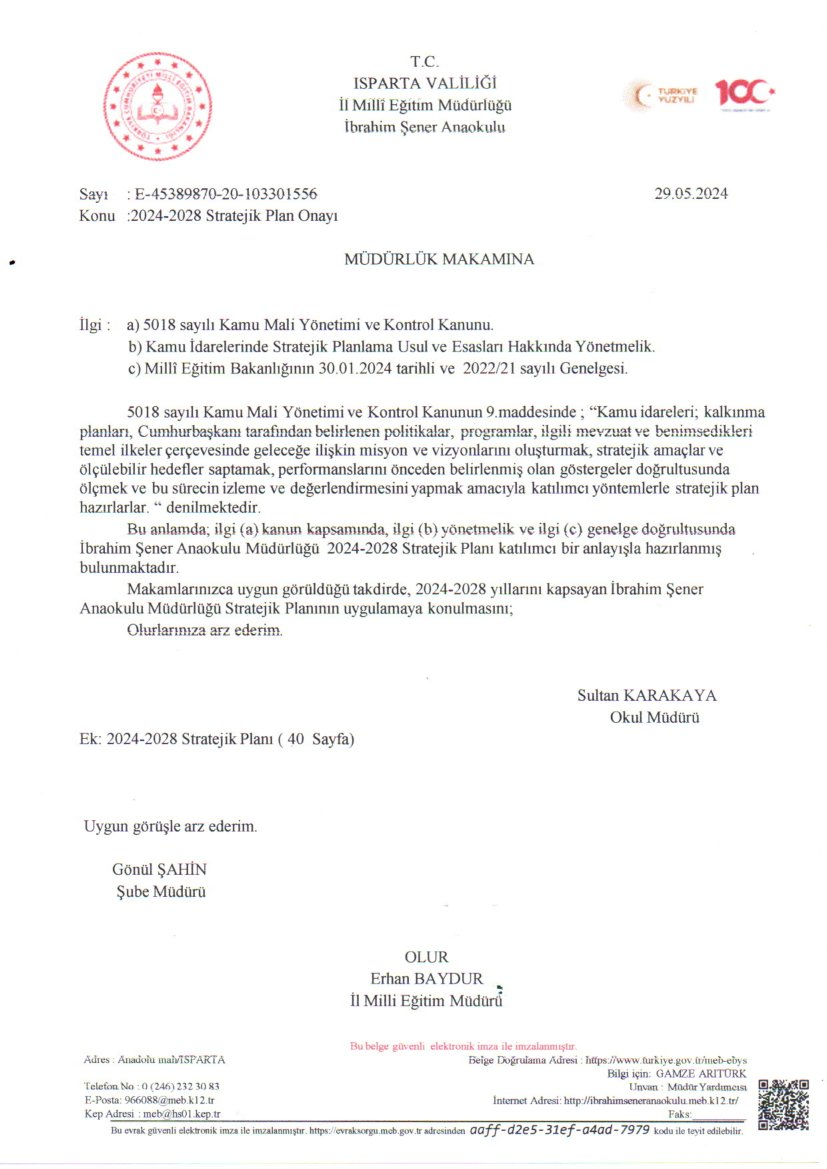 T.C.
ISPARTA VALİLİĞİ
İl Millî Eğitim Müdürlüğü
İbrahim Şener Anaokulu
TÜRKİYE
YÜZYILI
100
Sayı : E-45389870-20-103301556 29.05.2024
Konu :2024-2028 Stratejik Plan Onayı
MÜDÜRLÜK MAKAMINA
İlgi : a) 5018 sayılı Kamu Mali Yönetimi ve Kontrol Kanunu.
b) Kamu İdarelerinde Stratejik Planlama Usul ve Esasları Hakkında Yönetmelik.
c) Millî Eğitim Bakanlığının 30.01.2024 tarihli ve 2022/21 sayılı Genelgesi.
5018 sayılı Kamu Mali Yönetimi ve Kontrol Kanunun 9.maddesinde ; “Kamu idareleri; kalkınma
planları, Cumhurbaşkanı tarafından belirlenen politikalar, programlar, ilgili mevzuat ve benimsedikleri
temel ilkeler çerçevesinde geleceğe ilişkin misyon ve vizyonlarını oluşturmak, stratejik amaçlar ve
ölçülebilir hedefler saptamak, performanslarını önceden belirlenmiş olan göstergeler doğrultusunda
ölçmek ve bu sürecin izleme ve değerlendirmesini yapmak amacıyla katılımcı yöntemlerle stratejik plan
hazırlarlar. “ denilmektedir.
Bu anlamda; ilgi (a) kanun kapsamında, ilgi (b) yönetmelik ve ilgi (c) genelge doğrultusunda
İbrahim Şener Anaokulu Müdürlüğü 2024-2028 Stratejik Planı katılımcı bir anlayışla hazırlanmış
bulunmaktadır.
Makamlarınızca uygun görüldüğü takdirde, 2024-2028 yıllarını kapsayan İbrahim Şener
Anaokulu Müdürlüğü Stratejik Planının uygulamaya konulmasını;
Olurlarınıza arz ederim.
Sultan KARAKAYA
Okul Müdürü
Ek: 2024-2028 Stratejik Planı ( 40 Sayfa)
Uygun görüşle arz ederim.
Gönül ŞAHİN
Şube Müdürü
OLUR
Erhan BAYDUR
İl Milli Eğitim Müdürü
Bu belge güvenli elektronik imza ile imzalanmıştır.
Adres : Anadolu mah/ISPARTA Belge Doğrulama Adresi : https://www.turkiye.gov.tr/meb-ebys
Bilgi için: GAMZE ARITÜRK
Telefon No : 0 (246) 232 30 83 Unvan : Müdür Yardımcısı
E-Posta: 966088@meb.k12.tr İnternet Adresi: http://ibrahimseneranaokulu.meb.k12.tr/
Kep Adresi : meb@hs01.kep.tr Faks:________
Bu evrak güvenli elektronik imza ile imzalanmıştır. https://evraksorgu.meb.gov.tr adresinden aaff-d2e5-31ef-a4ad-7979 kodu ile teyit edilebilir.